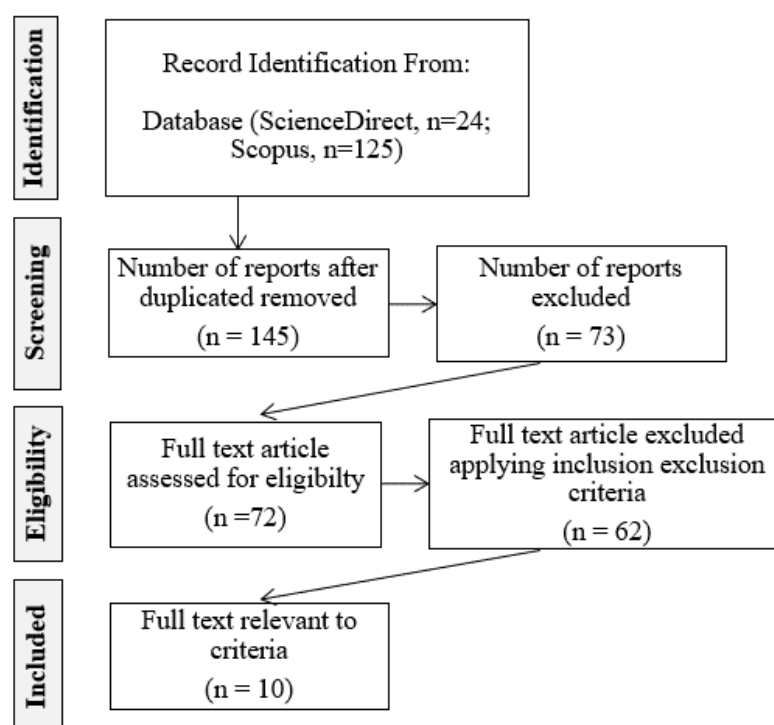 Identification
Record Identification From:
Database (ScienceDirect, n=24;
Scopus, n=125)
Screening
Number of reports after
duplicated removed
(n = 145)
Number of reports
excluded
(n = 73)
Eligibility
Full text article
assessed for eligibilty
(n =72)
Full text article excluded
applying inclusion exclusion
criteria
(n = 62)
Included
Full text relevant to
criteria
(n = 10)